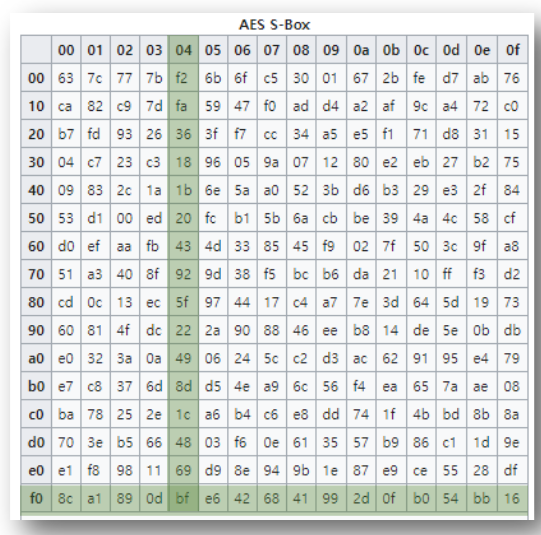 AES S-Box
00 01 02 03 04 05 06 07 08 09 0a 0b 0c 0d 0e 0f
00 63 7c 77 7b f2 6b 6f c5 30 01 67 2b fe d7 ab 76
10 ca 82 c9 7d fa 59 47 f0 ad d4 a2 af 9c a4 72 c0
20 b7 fd 93 26 36 3f f7 cc 34 a5 e5 f1 71 d8 31 15
30 04 c7 23 c3 18 96 05 9a 07 12 80 e2 eb 27 b2 75
40 09 83 2c 1a 1b 6e 5a a0 52 3b d6 b3 29 e3 2f 84
50 53 d1 00 ed 20 fc b1 5b 6a cb be 39 4a 4c 58 cf
60 d0 ef aa fb 43 4d 33 85 45 f9 02 7f 50 3c 9f a8
70 51 a3 40 8f 92 9d 38 f5 bc b6 da 21 10 ff f3 d2
80 cd 0c 13 ec 5f 97 44 17 c4 a7 7e 3d 64 5d 19 73
90 60 81 4f dc 22 2a 90 88 46 ee b8 14 de 5e 0b db
a0 e0 32 3a 0a 49 06 24 5c c2 d3 ac 62 91 95 e4 79
b0 e7 c8 37 6d 8d d5 4e a9 6c 56 f4 ea 65 7a ae 08
c0 ba 78 25 2e 1c a6 b4 c6 e8 dd 74 1f 4b bd 8b 8a
d0 70 3e b5 66 48 03 f6 0e 61 35 57 b9 86 c1 1d 9e
e0 e1 f8 98 11 69 d9 8e 94 9b 1e 87 e9 ce 55 28 df
f0 8c a1 89 0d bf e6 42 68 41 99 2d 0f b0 54 bb 16